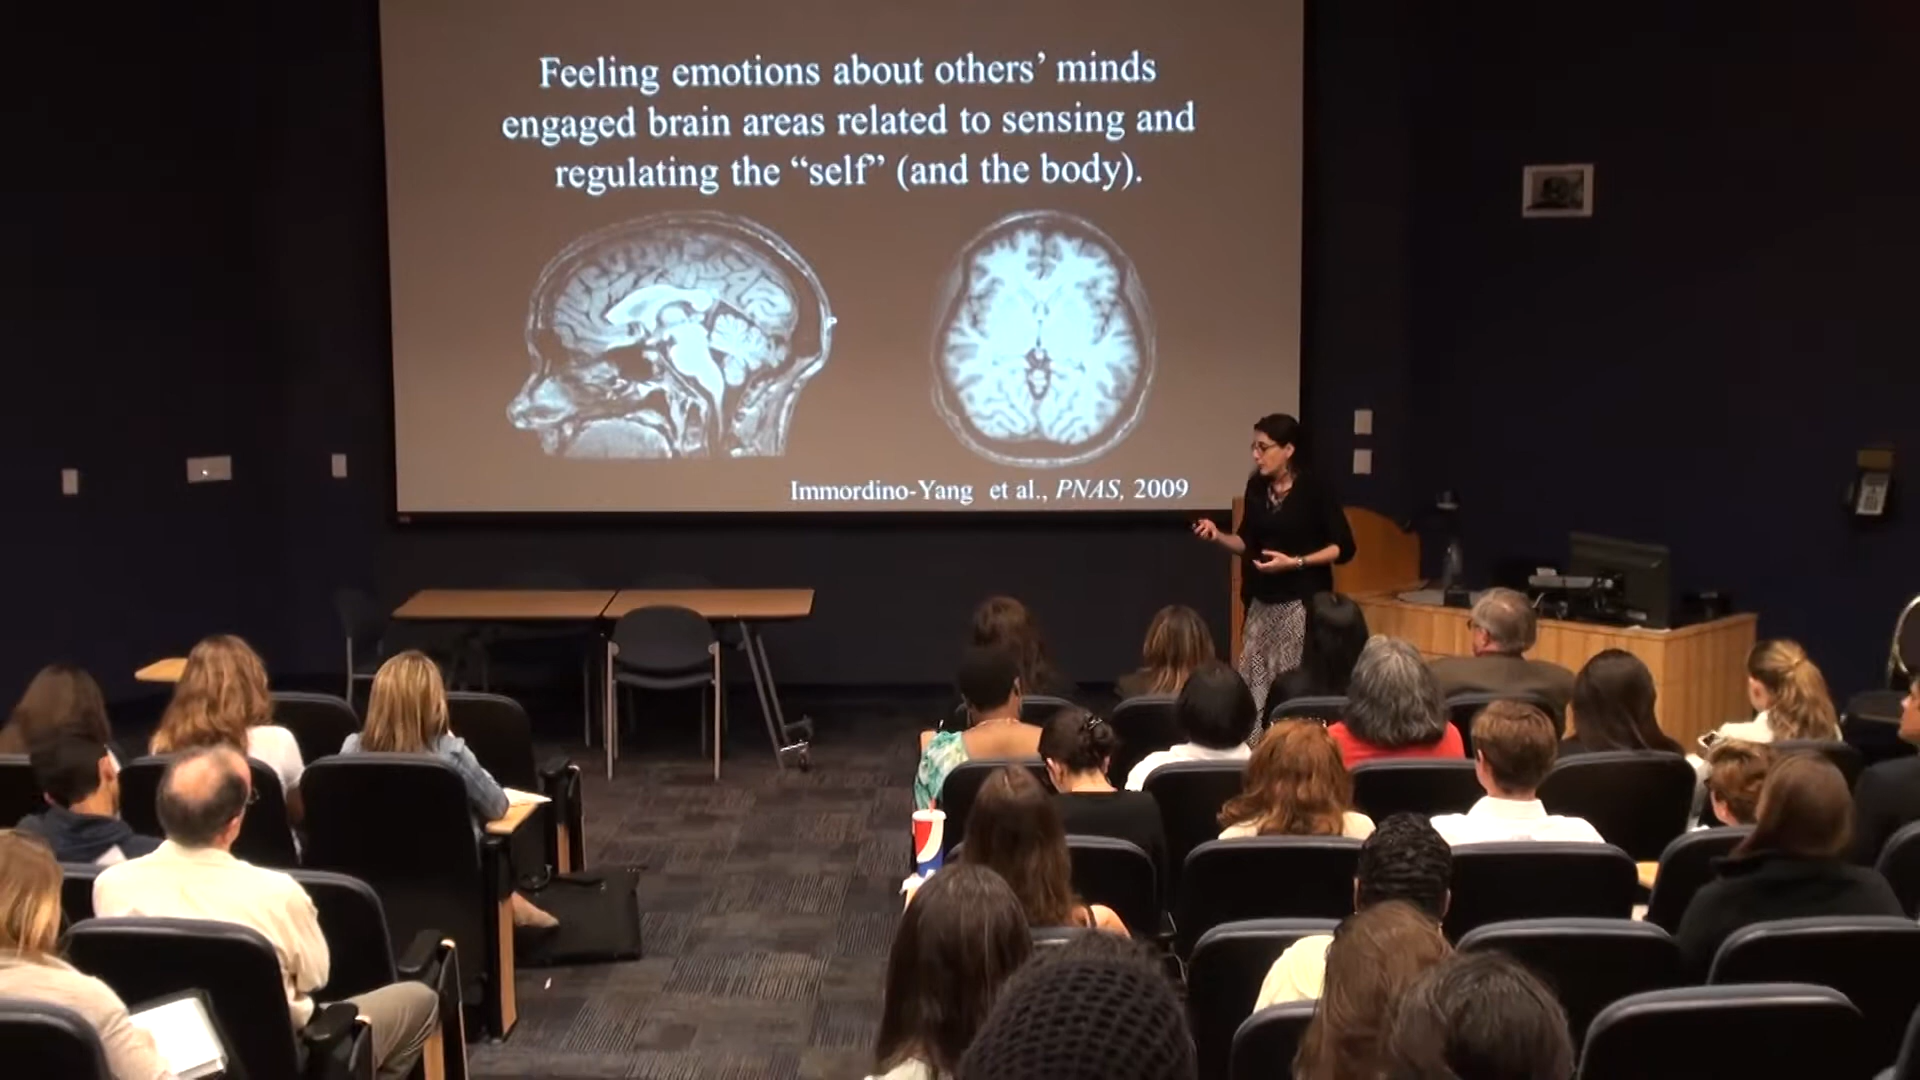 Feeling emotions about others’ minds
engaged brain areas related to sensing and
regulating the “self” (and the body).
Immordino-Yang et al., PNAS, 2009